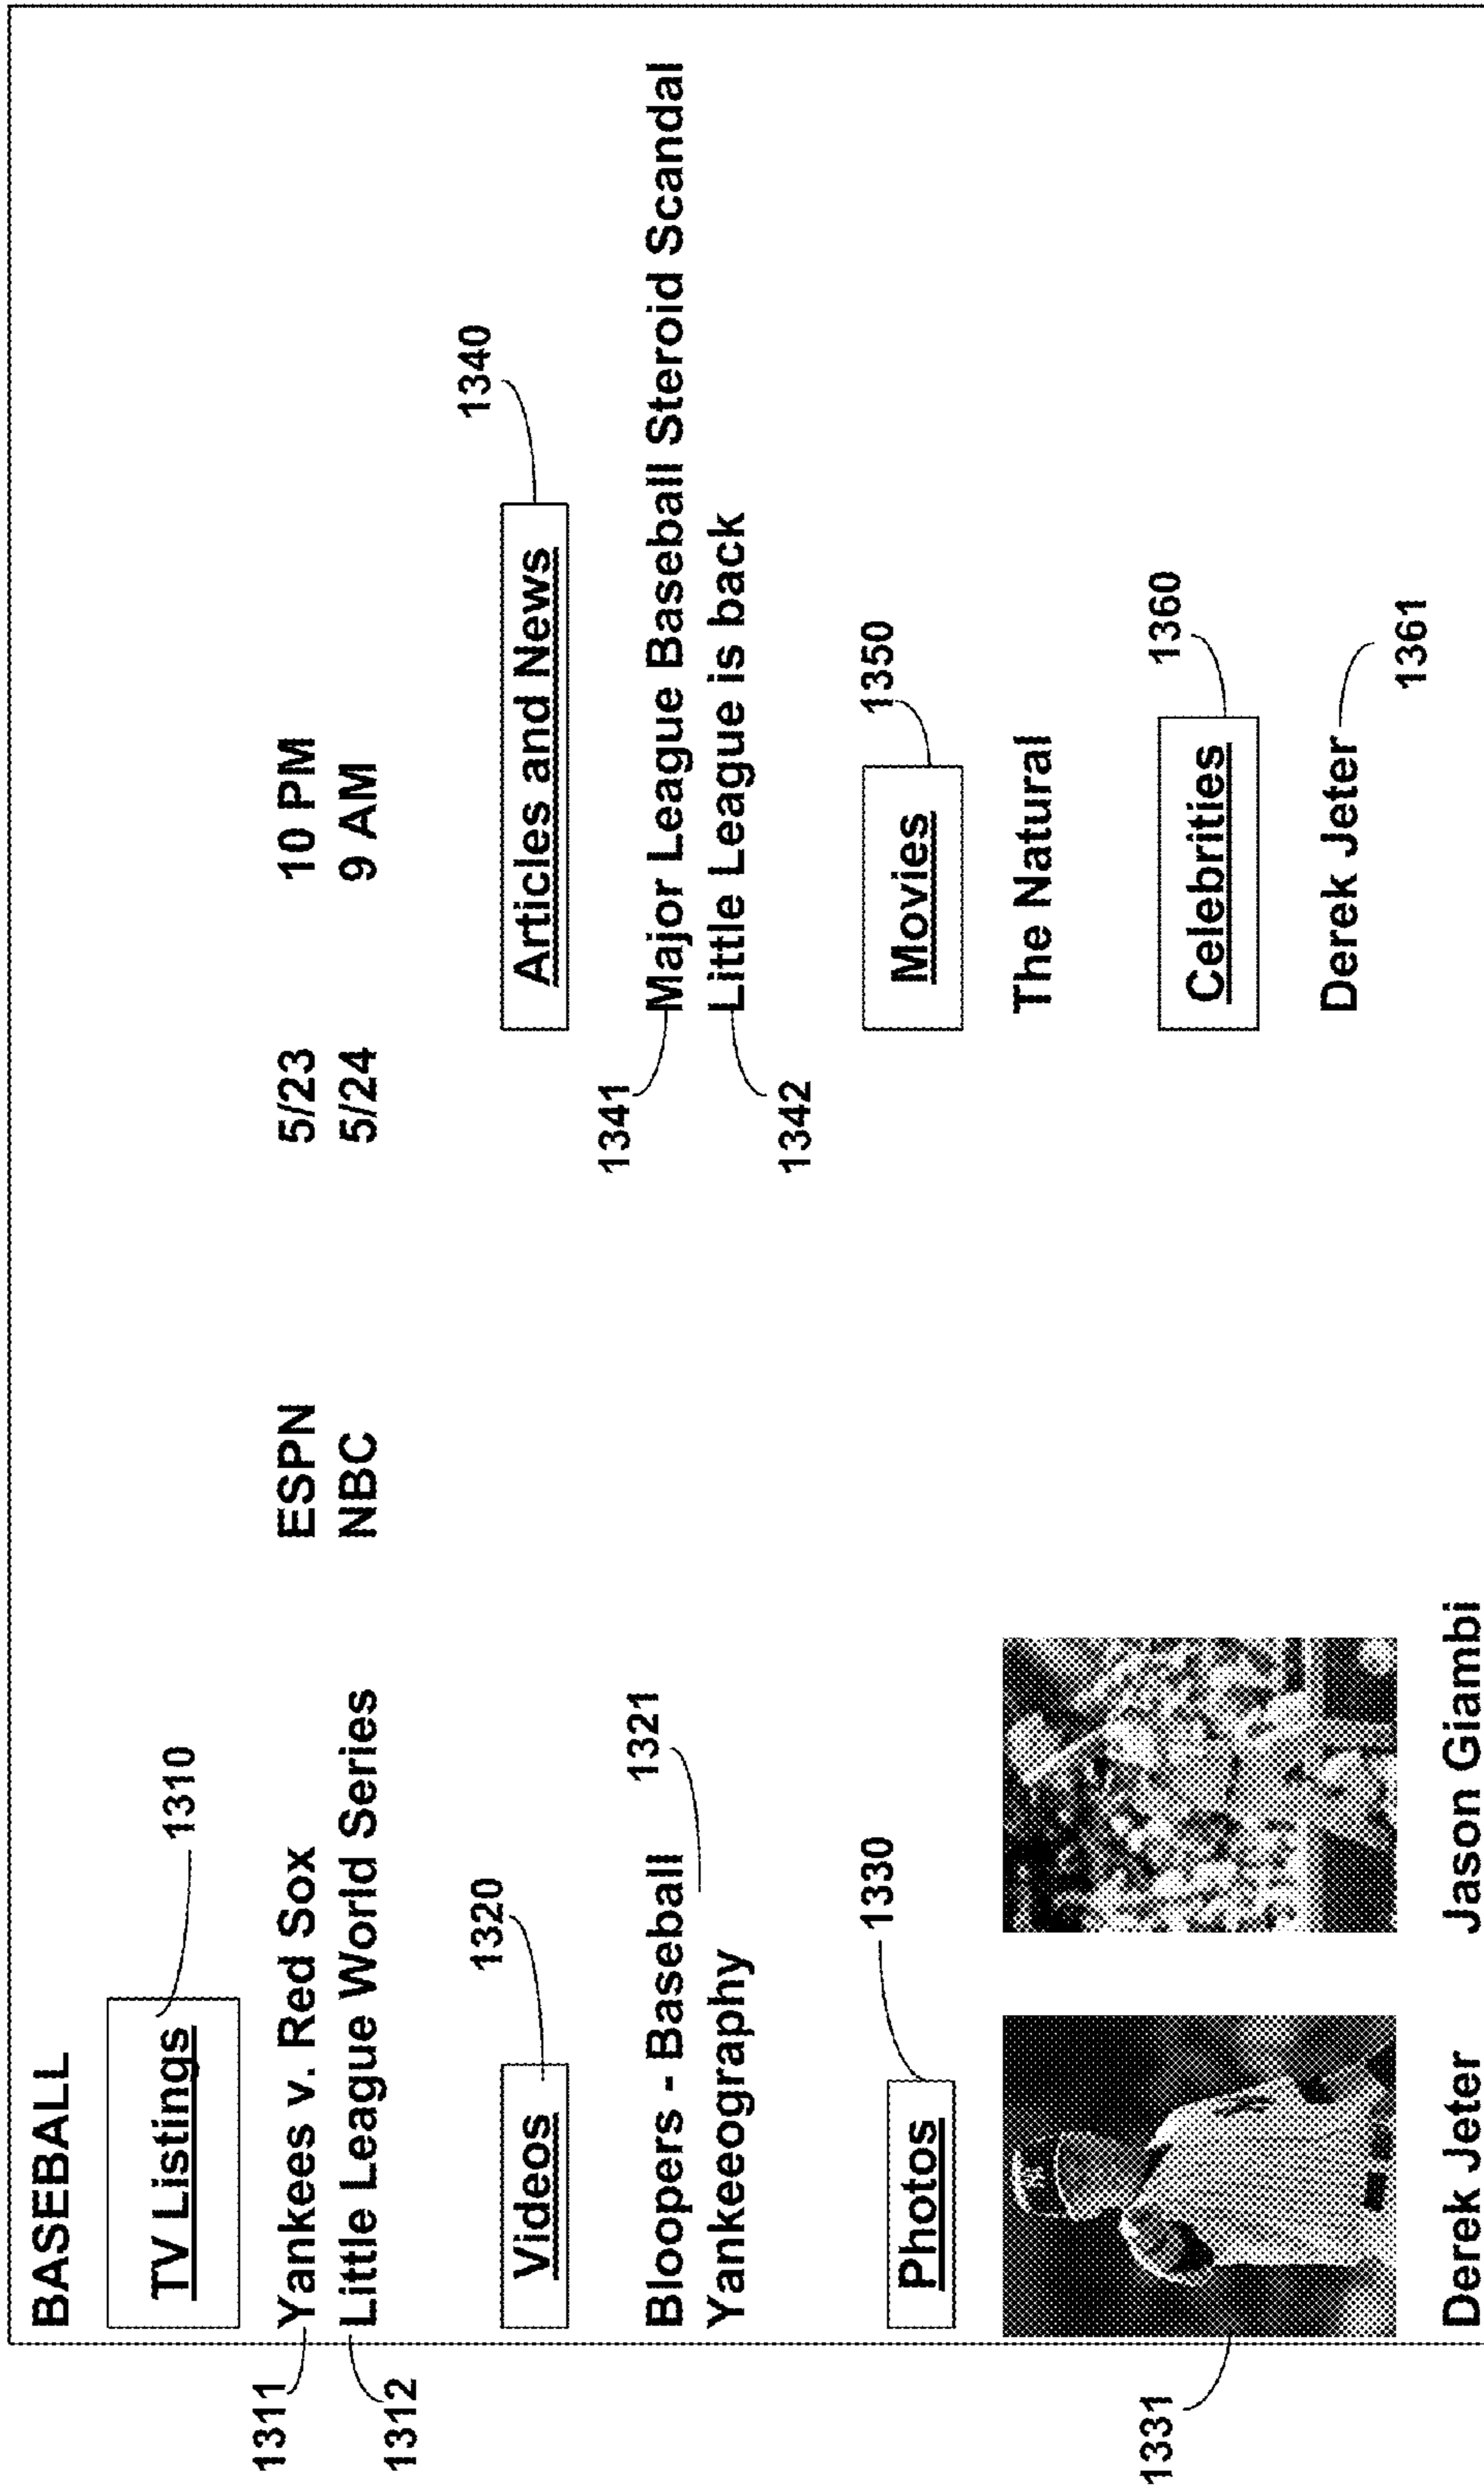 BASEBALL
TV Listings
1310
1311
Yankees v. Red Sox ESPN 5/23 10 PM
1312
Little League World Series NBC 5/24 9 AM
Videos
1320
Bloopers - Baseball
1321
Yankeeography
Photos
1330
1331
Derek Jeter
Jason Giambi
Articles and News
1340
1341
Major League Baseball Steroid Scandal
1342
Little League is back
Movies
1350
The Natural
Celebrities
1360
Derek Jeter
1361